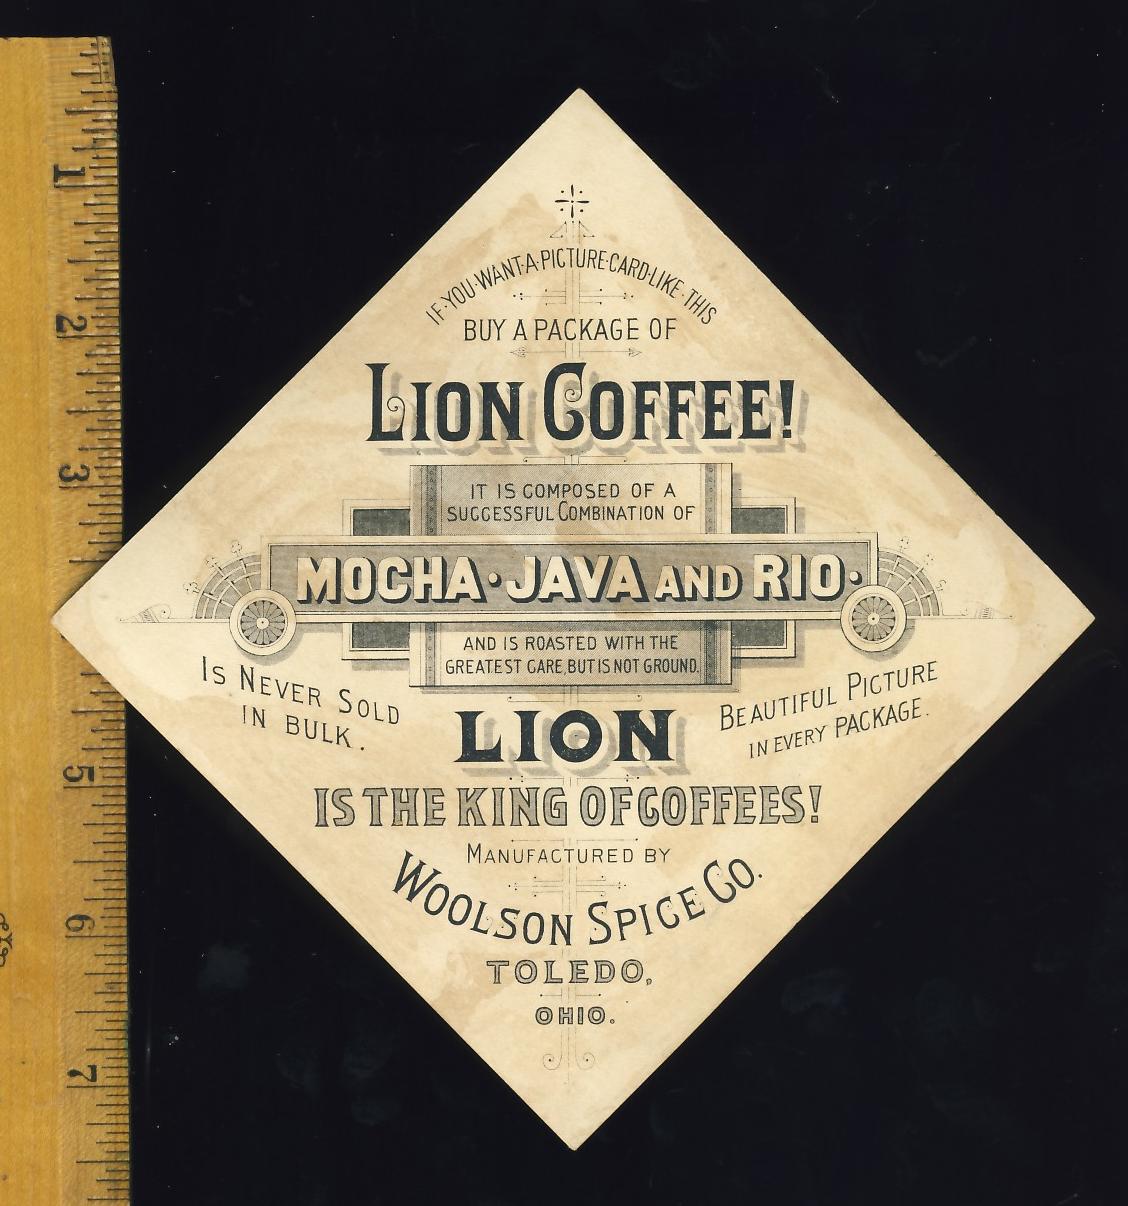 IF·YOU·WANT·A·PICTURE·CARD·LIKE·THIS
BUY A PACKAGE OF
LION COFFEE!
IT IS COMPOSED OF A
SUCCESSFUL COMBINATION OF
MOCHA·JAVA AND RIO·
AND IS ROASTED WITH THE
GREATEST CARE, BUT IS NOT GROUND.
IS NEVER SOLD
IN BULK.
LION
BEAUTIFUL PICTURE
IN EVERY PACKAGE.
IS THE KING OF COFFEES!
MANUFACTURED BY
WOOLSON SPICE CO.
TOLEDO,
OHIO.
1
2
3
5
6
7